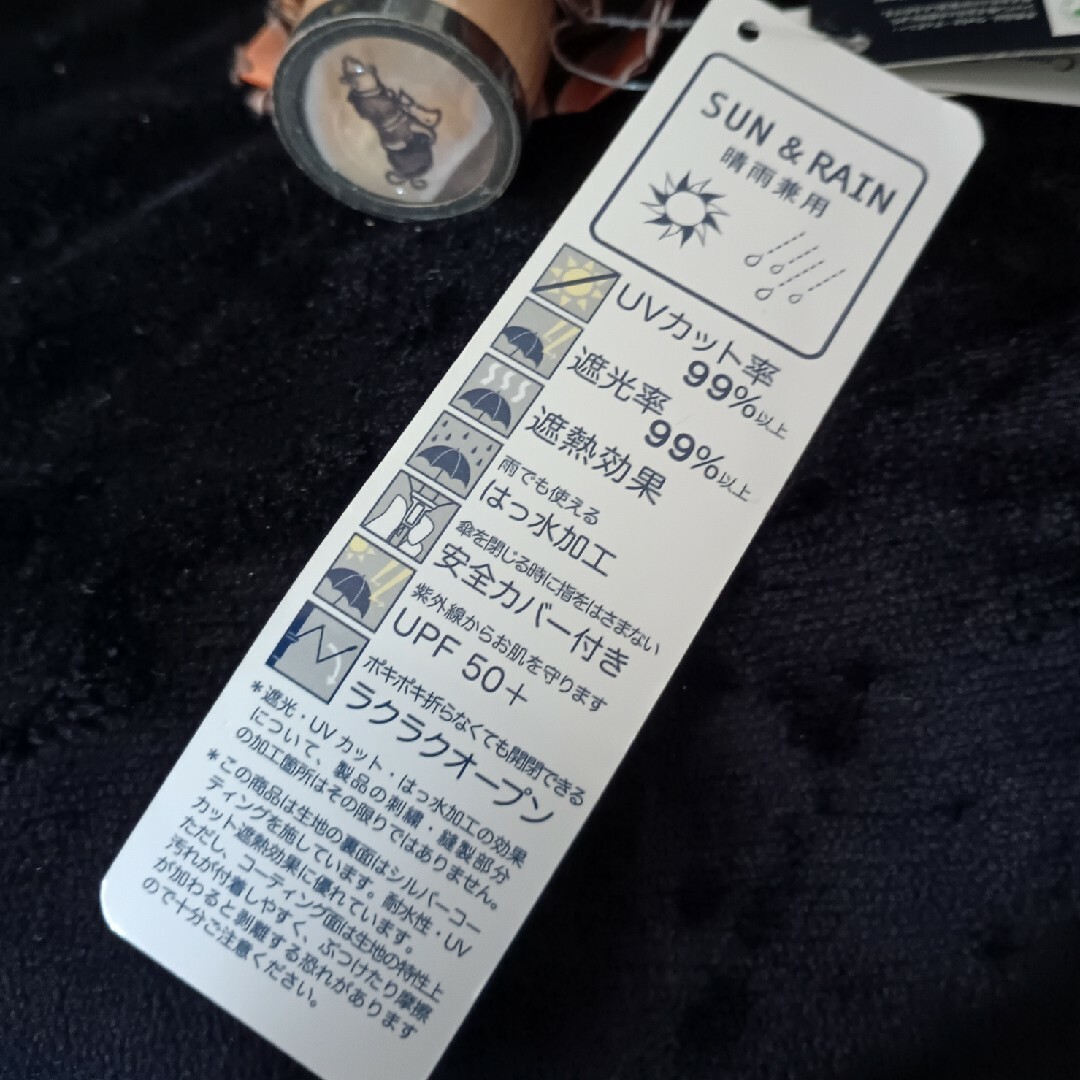 SUN & RAIN
晴雨兼用
UVカット率
99%以上
遮光率
99%以上
遮熱効果
雨でも使える
はっ水加工
傘を閉じる時に指をはさまない
安全カバー付き
紫外線からお肌を守ります
UPF 50+
ポキポキ折らなくても開閉できる
ラクラクオープン
*遮光・UVカット・はっ水加工の効果
について、製品の刺繍・縫製部分
の加工箇所はその限りではありません。
*この商品は生地の裏面はシルバーコー
ティングを施しています。耐水性・UV
カット遮熱効果に優れています。
ただし、コーティング面は生地の特性上
汚れが付着しやすく、ぶつけたり摩擦
が加わると剥離する恐れがあります
ので十分ご注意ください。